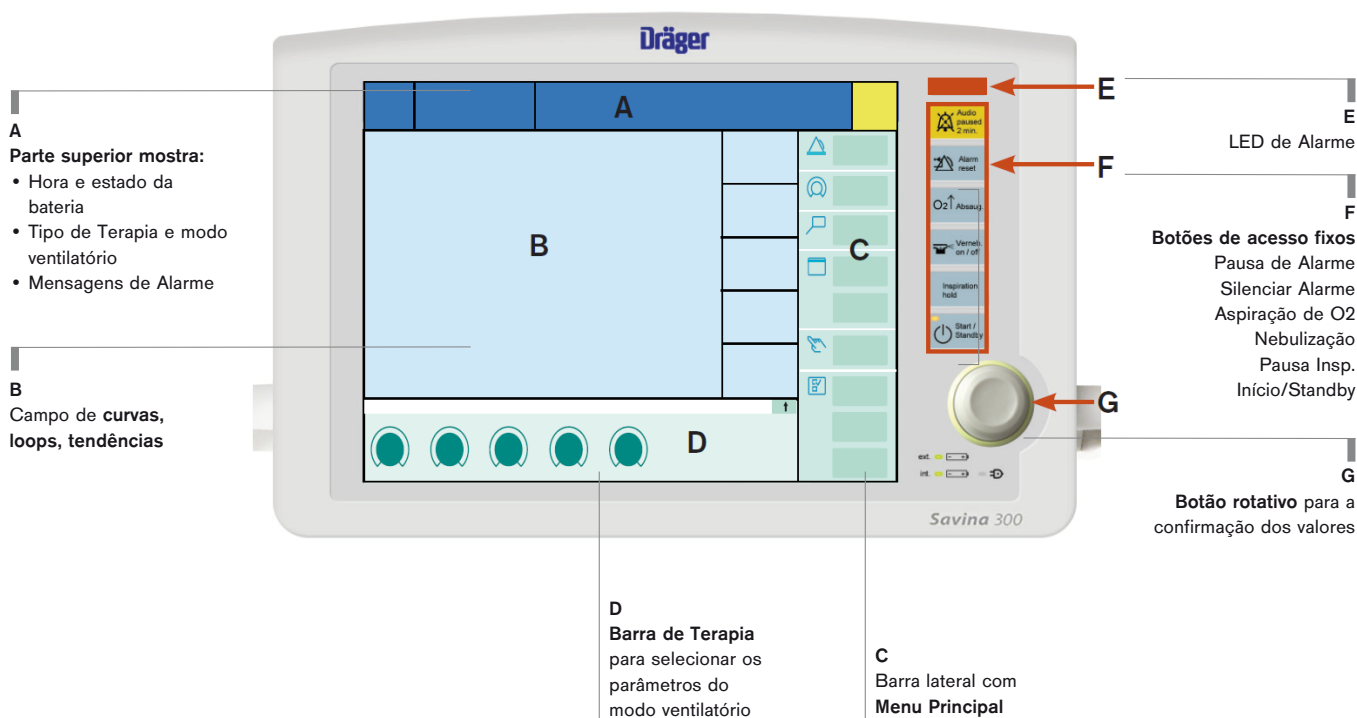 Dräger
A
Parte superior mostra:
• Hora e estado da
bateria
• Tipo de Terapia e modo
ventilatório
• Mensagens de Alarme
B
Campo de curvas,
loops, tendências
A
B
C
D
E
F
G
Audio
paused
2 min.
Alarm
reset
O2↑ Absaug.
Verneb.
on / off
Inspiration
hold
Start /
Standby
ext.
int.
Savina 300
E
LED de Alarme
F
Botões de acesso fixos
Pausa de Alarme
Silenciar Alarme
Aspiração de O2
Nebulização
Pausa Insp.
Início/Standby
G
Botão rotativo para a
confirmação dos valores
D
Barra de Terapia
para selecionar os
parâmetros do
modo ventilatório
C
Barra lateral com
Menu Principal